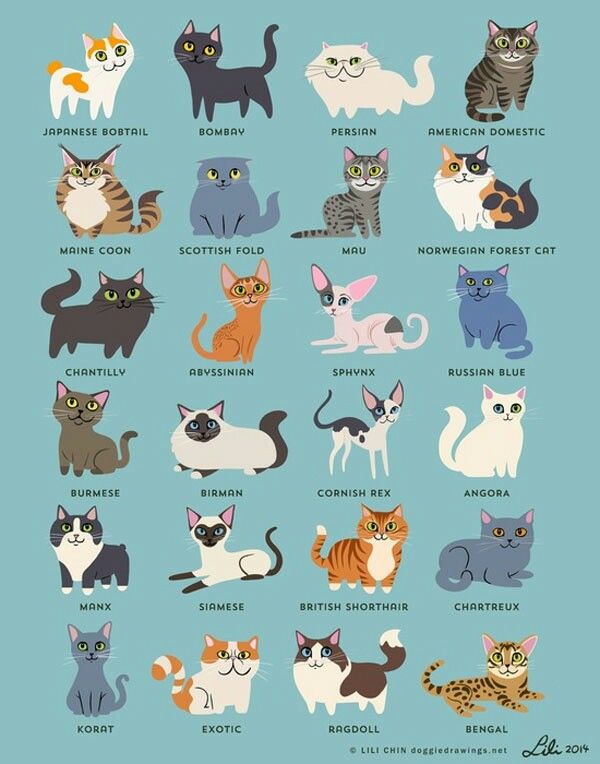 JAPANESE BOBTAIL BOMBAY PERSIAN AMERICAN DOMESTIC
MAINE COON SCOTTISH FOLD MAU NORWEGIAN FOREST CAT
CHANTILLY ABYSSINIAN SPHYNX RUSSIAN BLUE
BURMESE BIRMAN CORNISH REX ANGORA
MANX SIAMESE BRITISH SHORTHAIR CHARTREUX
KORAT EXOTIC RAGDOLL BENGAL
© LILI CHIN doggiedrawings.net Lili 2014